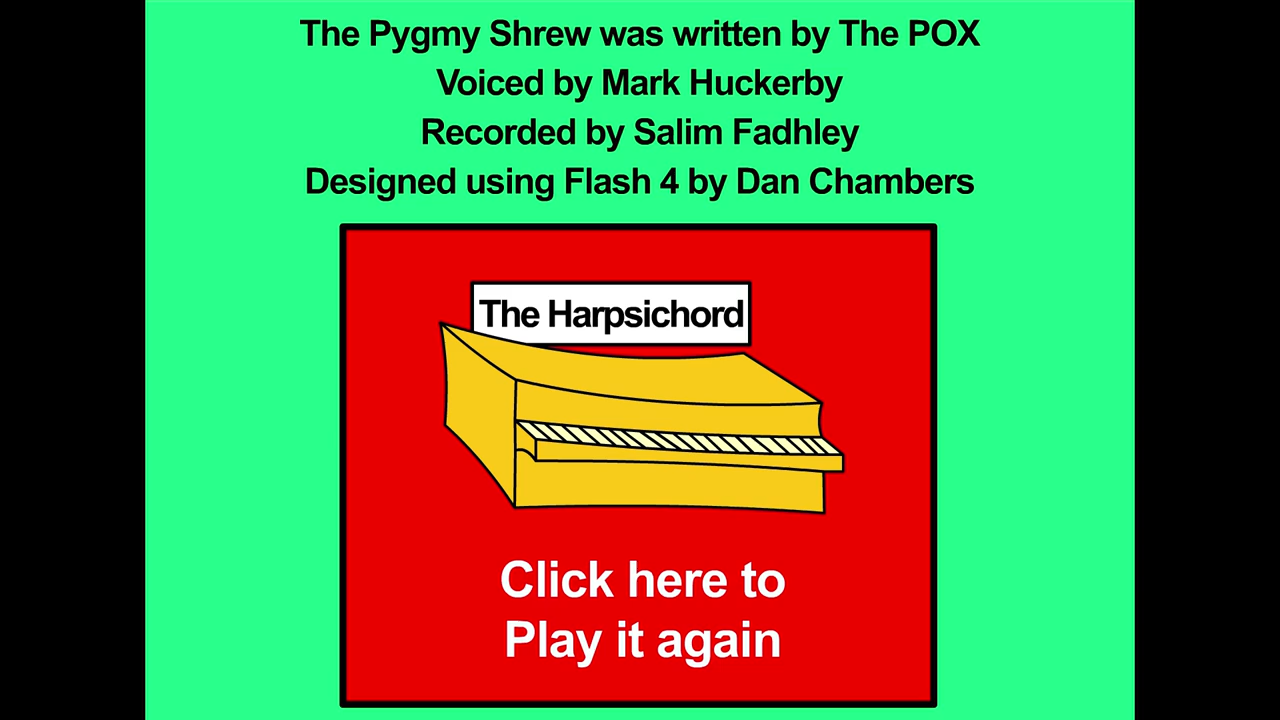 The Pygmy Shrew was written by The POX
Voiced by Mark Huckerby
Recorded by Salim Fadhley
Designed using Flash 4 by Dan Chambers
The Harpsichord
Click here to
Play it again